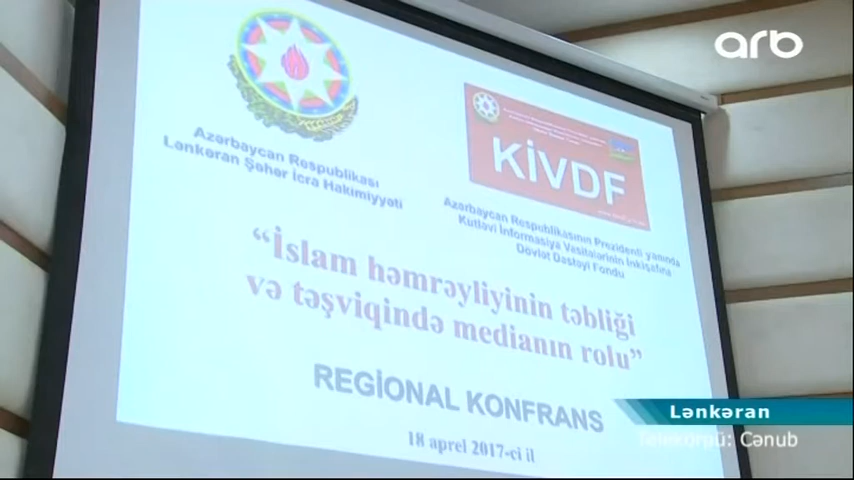 arb
Azərbaycan Respublikası
Lənkəran Şəhər İcra Hakimiyyəti
KİVDF
Azərbaycan Respublikasının Prezidenti yanında
Kütləvi İnformasiya Vasitələrinin İnkişafına
Dövlət Dəstəyi Fondu
“İslam həmrəyliyinin təbliği
və təşviqində medianın rolu”
REGİONAL KONFRANS
18 aprel 2017-ci il
Lənkəran
telekörpü: Cənub